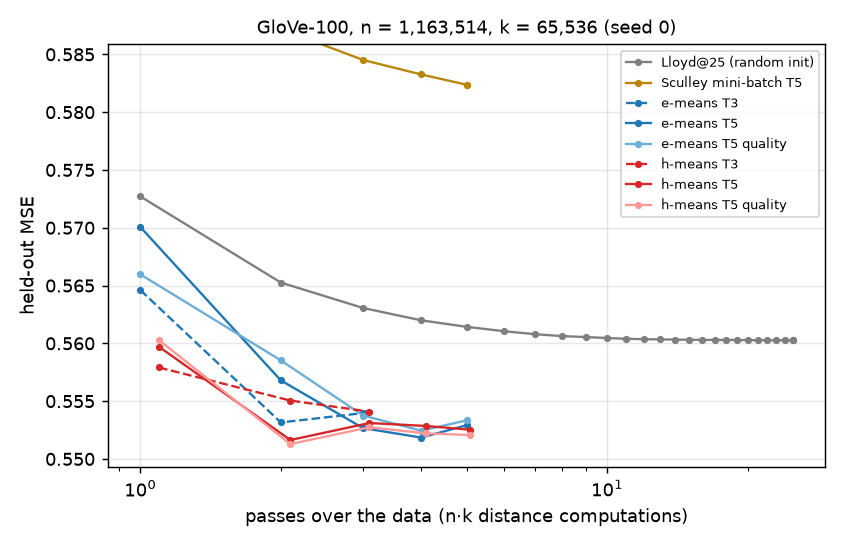 GloVe-100, n = 1,163,514, k = 65,536 (seed 0)
held-out MSE
0.585
0.580
0.575
0.570
0.565
0.560
0.555
0.550
Lloyd@25 (random init)
Sculley mini-batch T5
e-means T3
e-means T5
e-means T5 quality
h-means T3
h-means T5
h-means T5 quality
10⁰
10¹
passes over the data (n·k distance computations)